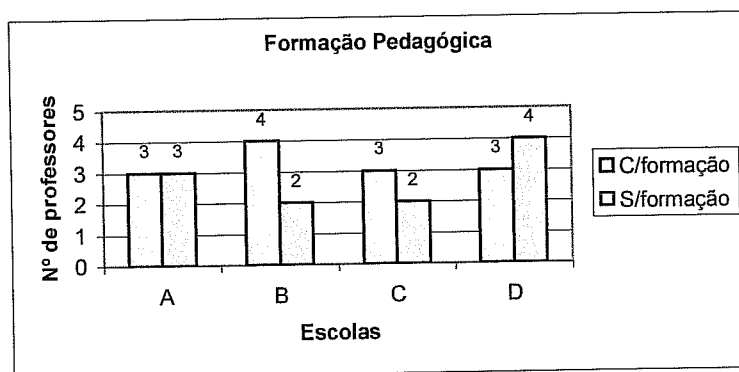 Formação Pedagógica
Nº de professores
5
4
3
2
1
0
3 3 4 2 3 2 3 4
A B C D
Escolas
C/formação
S/formação